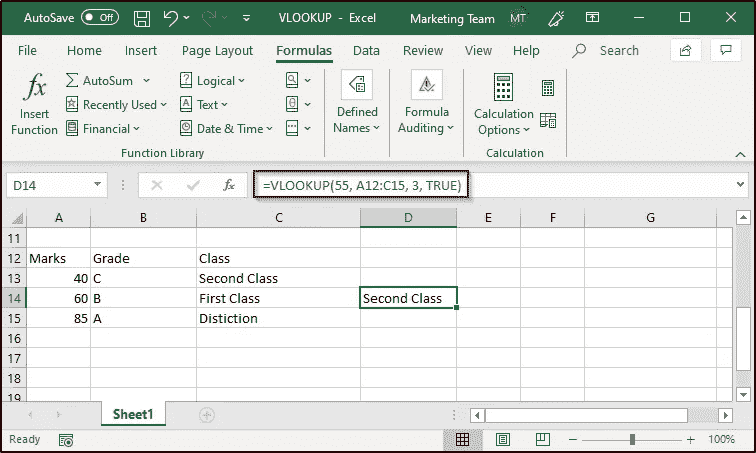 AutoSave Off VLOOKUP - Excel Marketing Team MT
File Home Insert Page Layout Formulas Data Review View Help Search
fx Σ AutoSum Logical
Recently Used Text
Insert Function Financial Date & Time Defined Names Formula Auditing Calculation Options
Function Library Calculation
D14 fx =VLOOKUP(55, A12:C15, 3, TRUE)
A B C D E F G
11
12 Marks Grade Class
13 40 C Second Class
14 60 B First Class Second Class
15 85 A Distiction
16
17
18
19
Sheet1
Ready 100%